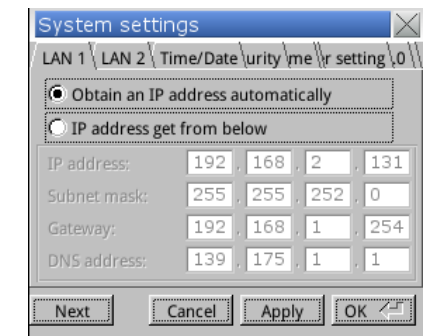 System settings
LAN 1 LAN 2 Time/Date urity me r setting .0
Obtain an IP address automatically
IP address get from below
IP address: 192 . 168 . 2 . 131
Subnet mask: 255 . 255 . 252 . 0
Gateway: 192 . 168 . 1 . 254
DNS address: 139 . 175 . 1 . 1
Next Cancel Apply OK